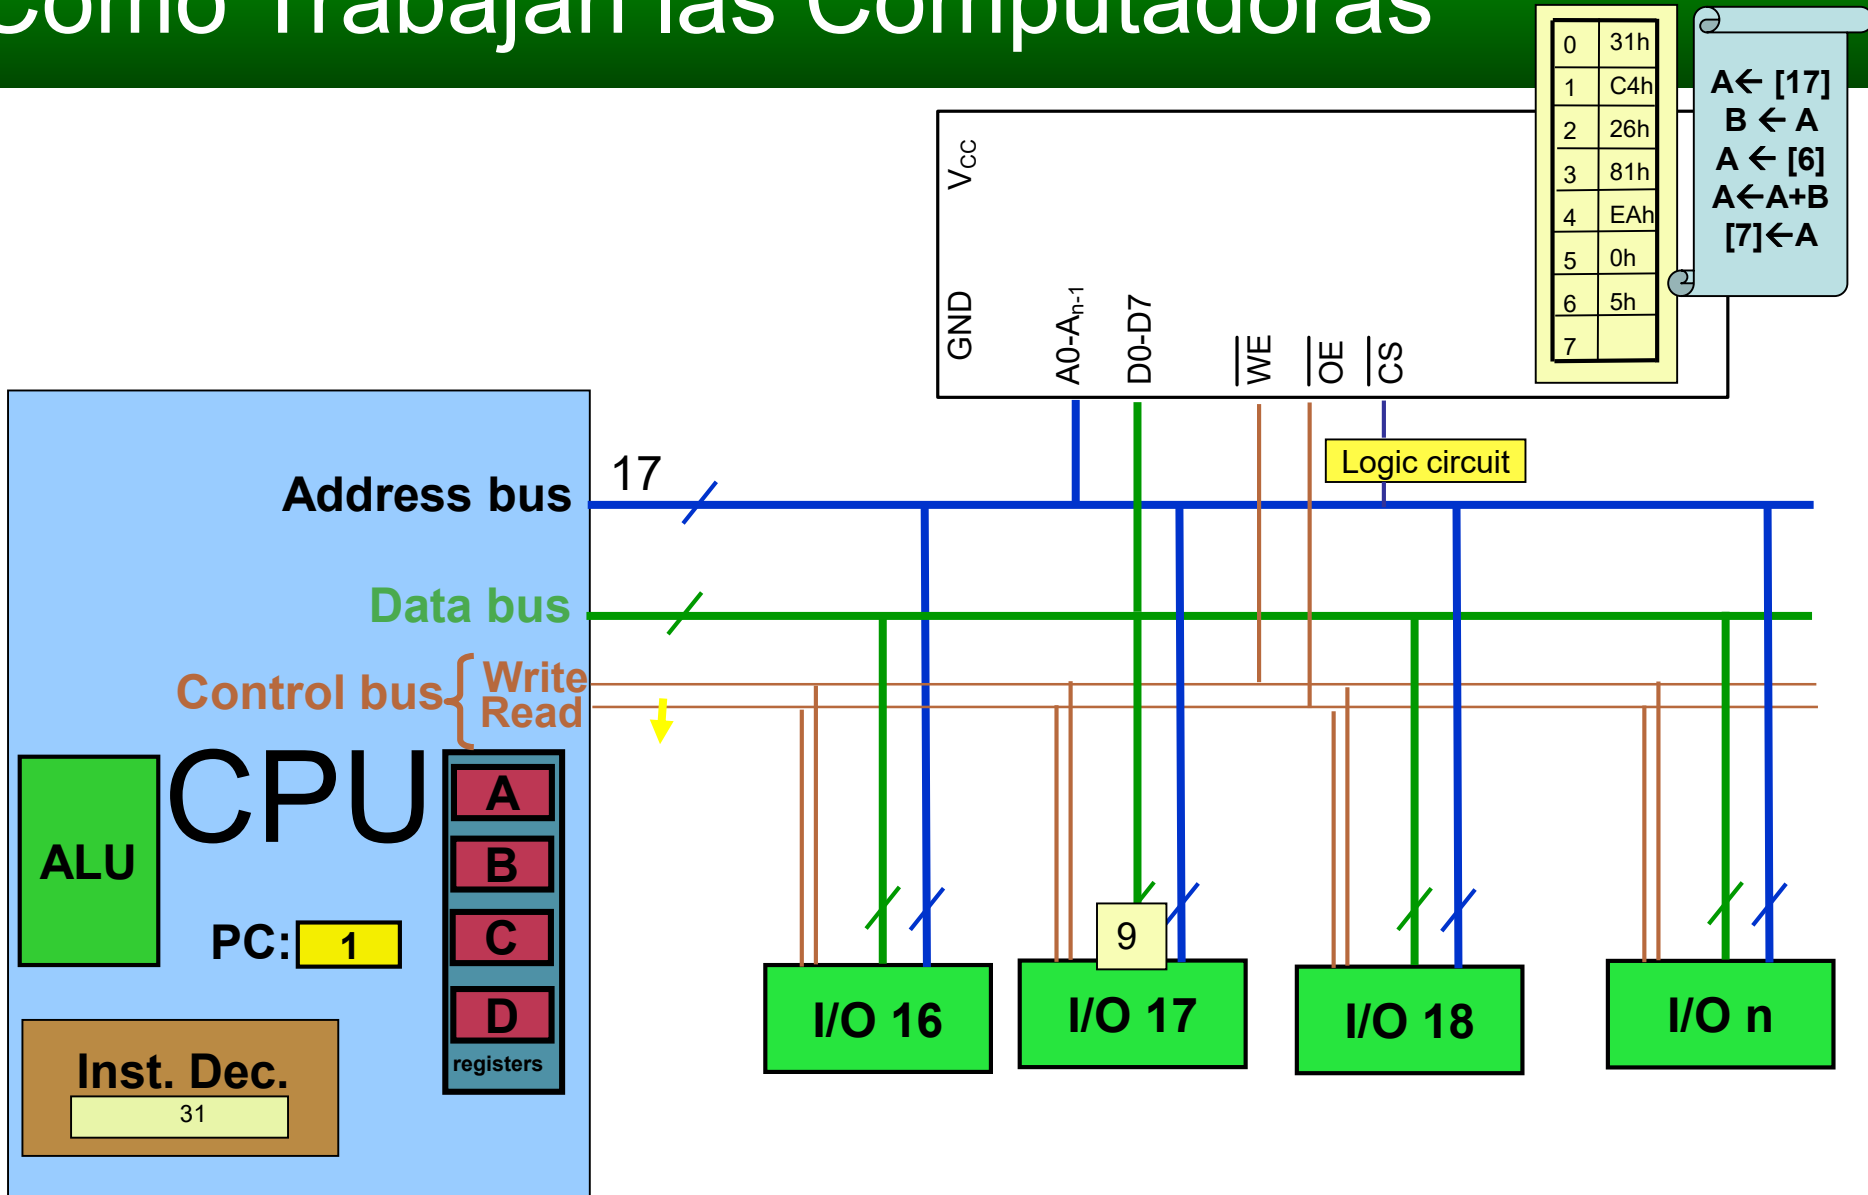 Como Trabajan las Computadoras
0 31h
1 C4h
2 26h
3 81h
4 EAh
5 0h
6 5h
7
A← [17]
B ← A
A ← [6]
A←A+B
[7]←A
VCC
GND
A0-An-1
D0-D7
WE
OE
CS
Logic circuit
17
Address bus
Data bus
Control bus
Write
Read
CPU
ALU
A
B
C
D
registers
PC: 1
Inst. Dec.
31
9
I/O 16
I/O 17
I/O 18
I/O n